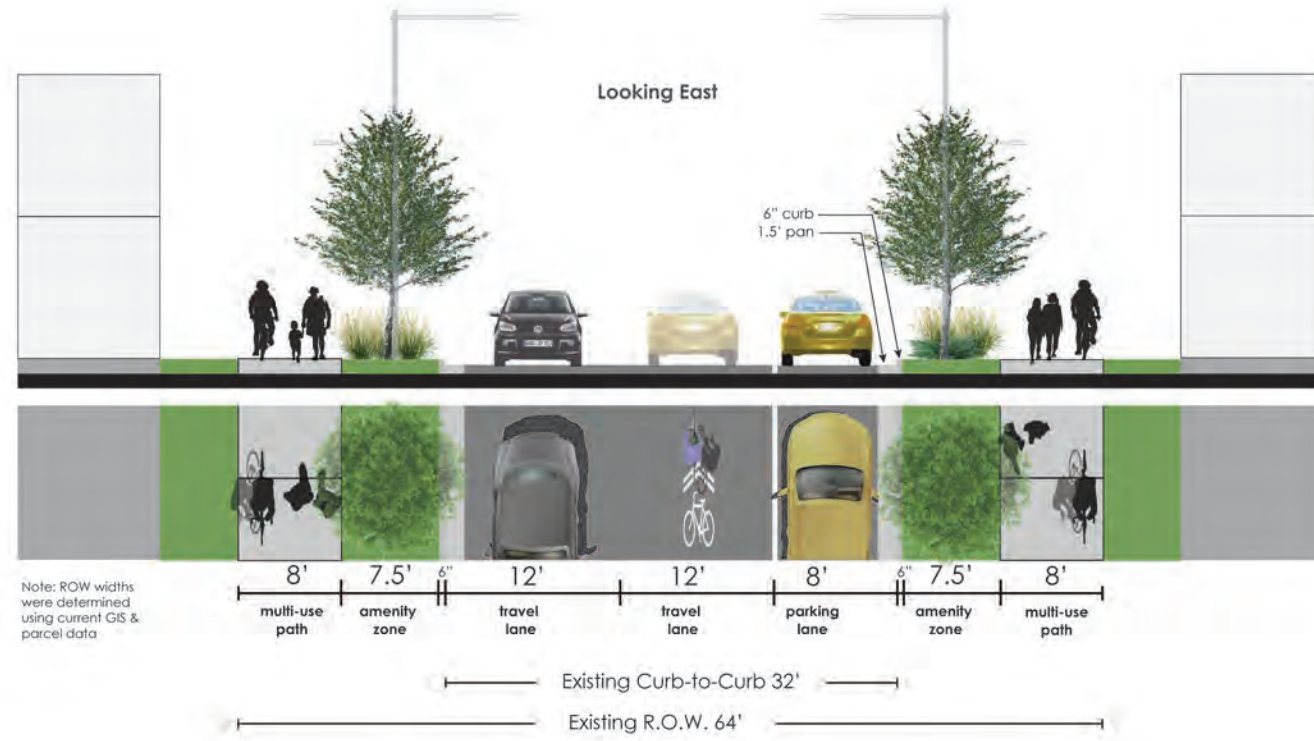 Looking East
6" curb
1.5' pan
Note: ROW widths
were determined
using current GIS &
parcel data
8' 7.5' 6" 12' 12' 8' 6" 7.5' 8'
multi-use amenity travel travel parking amenity multi-use
path zone lane lane lane zone path
Existing Curb-to-Curb 32'
Existing R.O.W. 64'